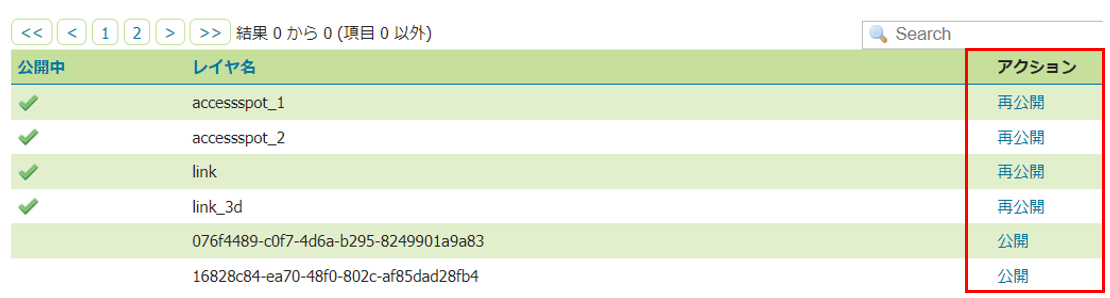 << < 1 2 > >> 結果 0 から 0 (項目 0 以外) Search
公開中 レイヤ名 アクション
accessspot_1 再公開
accessspot_2 再公開
link 再公開
link_3d 再公開
076f4489-c0f7-4d6a-b295-8249901a9a83 公開
16828c84-ea70-48f0-802c-af85dad28fb4 公開